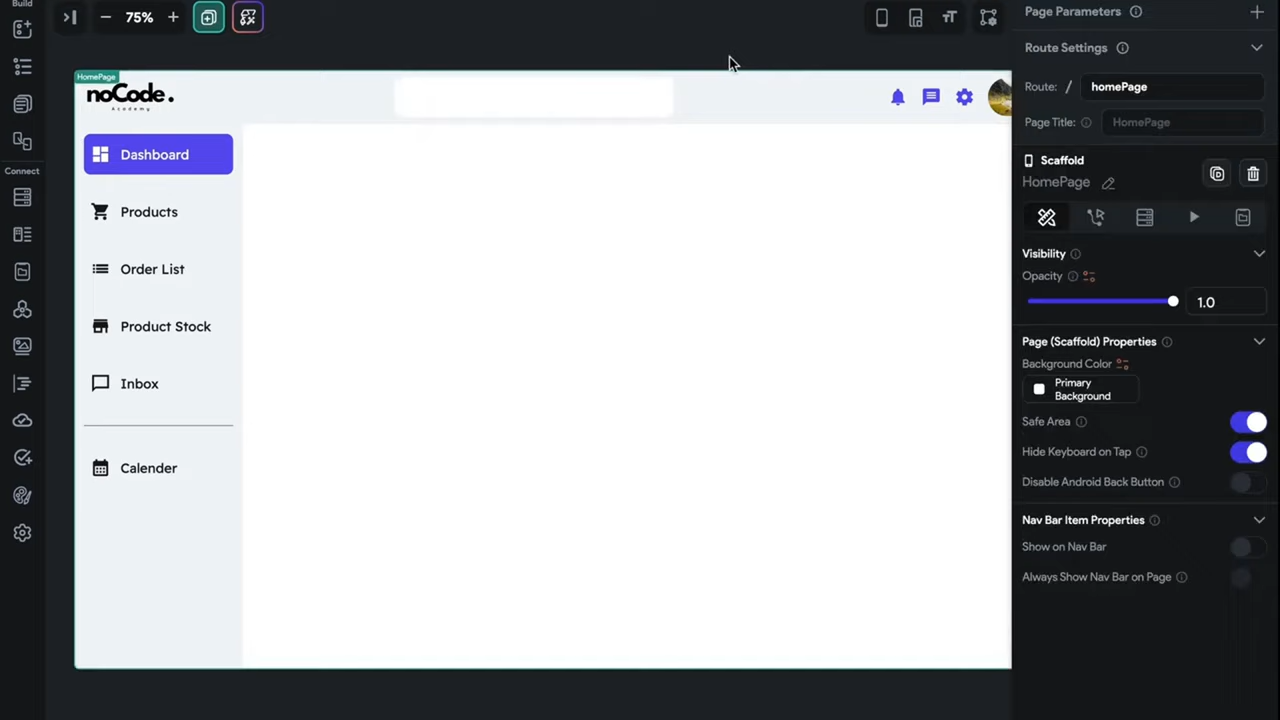 Build
75%
Connect
HomePage
noCode.
Academy
Dashboard
Products
Order List
Product Stock
Inbox
Calender
Page Parameters
Route Settings
Route: / homePage
Page Title: HomePage
Scaffold
HomePage
Visibility
Opacity
1.0
Page (Scaffold) Properties
Background Color
Primary
Background
Safe Area
Hide Keyboard on Tap
Disable Android Back Button
Nav Bar Item Properties
Show on Nav Bar
Always Show Nav Bar on Page